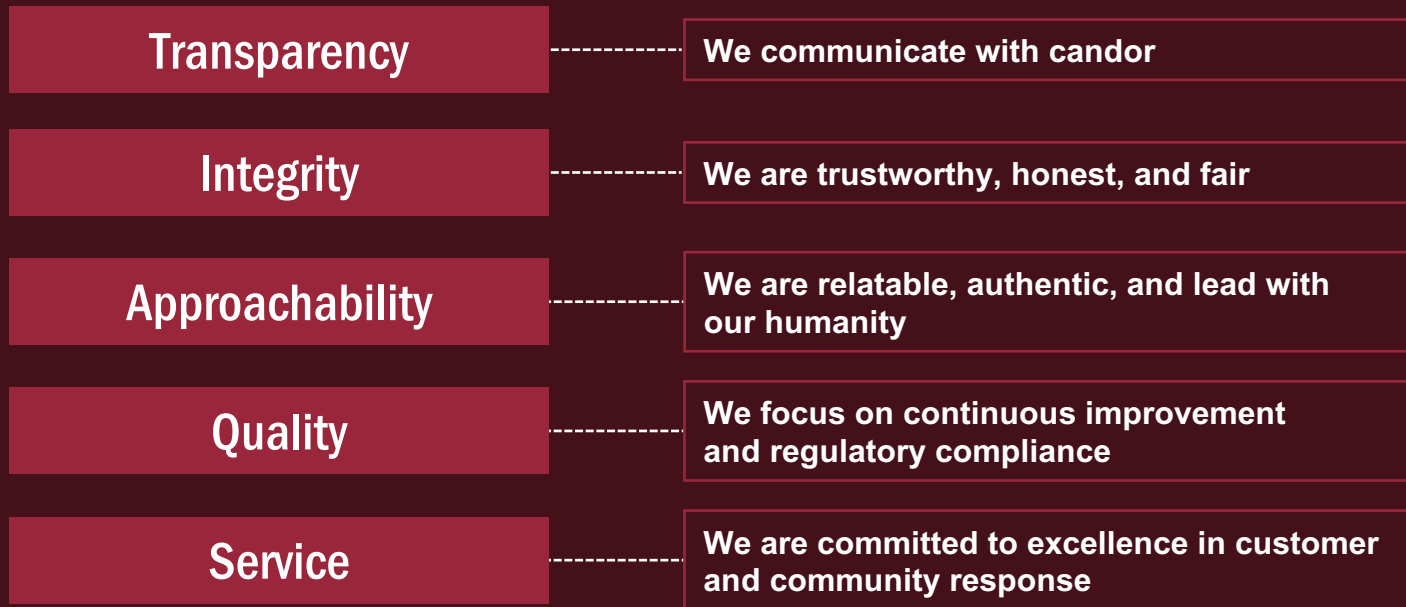 Transparency
We communicate with candor
Integrity
We are trustworthy, honest, and fair
Approachability
We are relatable, authentic, and lead with
our humanity
Quality
We focus on continuous improvement
and regulatory compliance
Service
We are committed to excellence in customer
and community response